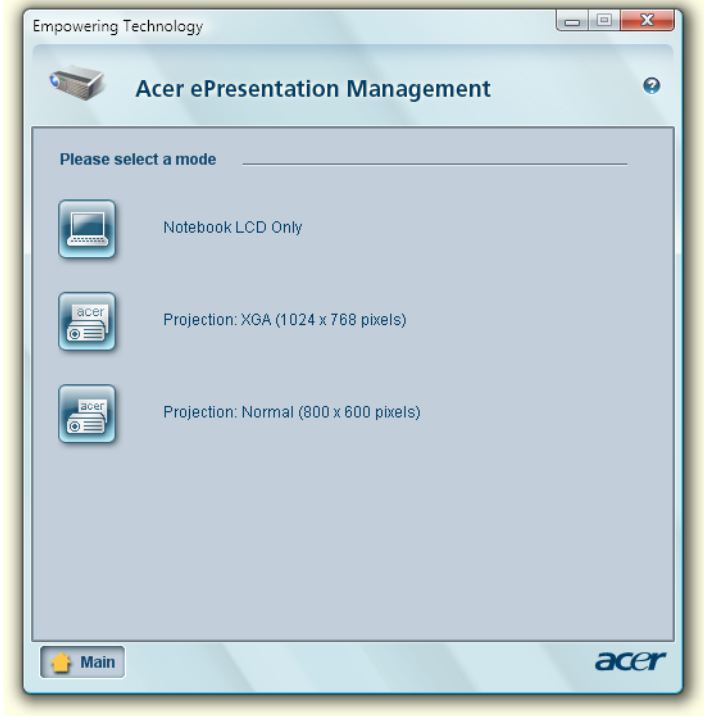 Empowering Technology
Acer ePresentation Management
Please select a mode
Notebook LCD Only
acer
Projection: XGA (1024 x 768 pixels)
acer
Projection: Normal (800 x 600 pixels)
Main
acer